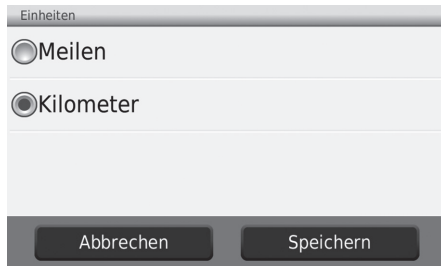 Einheiten
Meilen
Kilometer
Abbrechen
Speichern